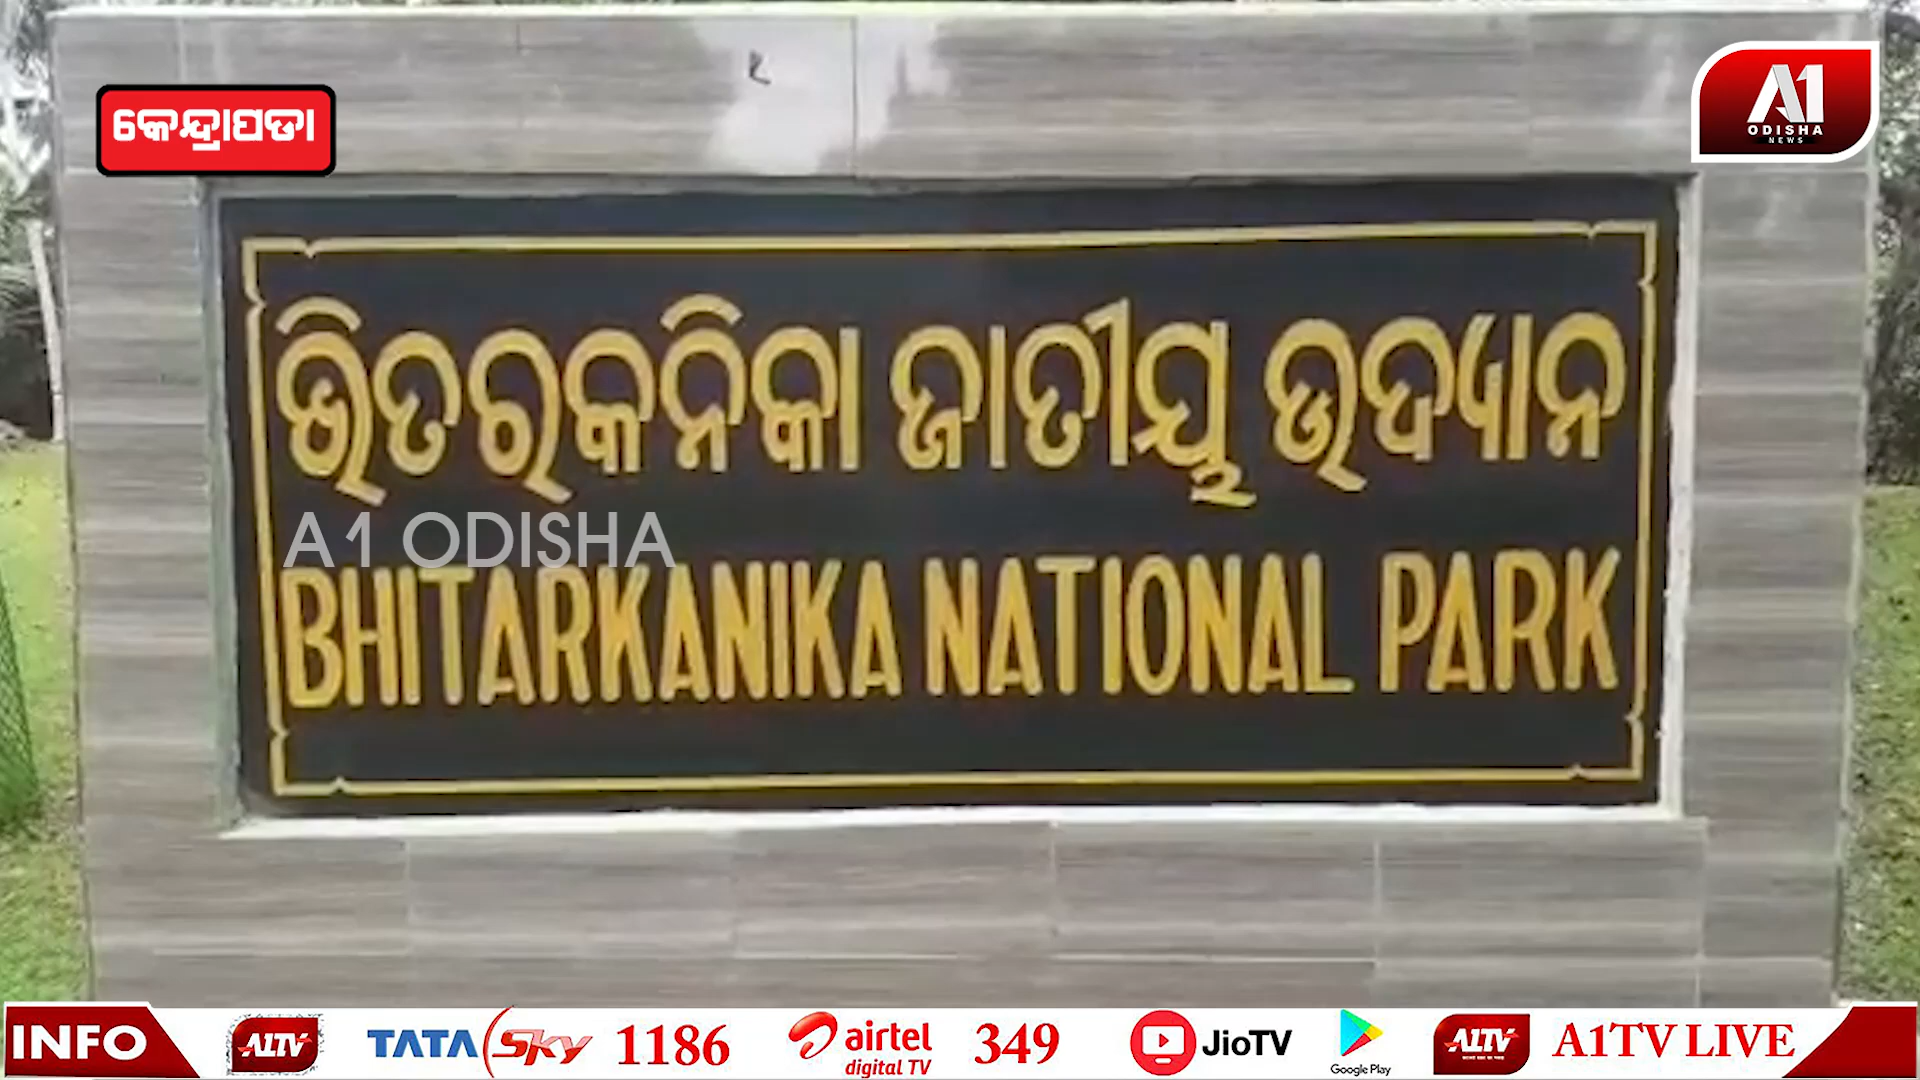 କେନ୍ଦ୍ରାପଡା
A1
ODISHA
NEWS
ଭିତରକନିକା ଜାତୀୟ ଉଦ୍ୟାନ
A1 ODISHA
BHITARKANIKA NATIONAL PARK
INFO A1TV TATA Sky 1186 airtel digital TV 349 JioTV Google Play A1TV A1TV LIVE